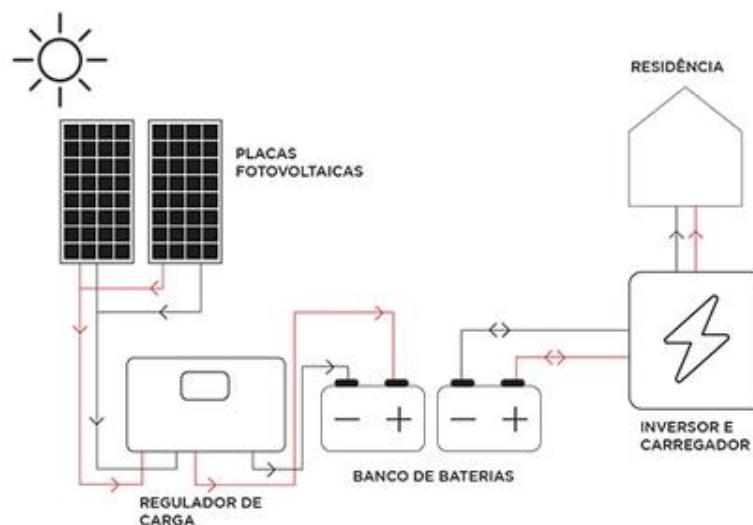 RESIDÊNCIA
PLACAS
FOTOVOLTAICAS
INVERSOR E
CARREGADOR
BANCO DE BATERIAS
REGULADOR DE
CARGA